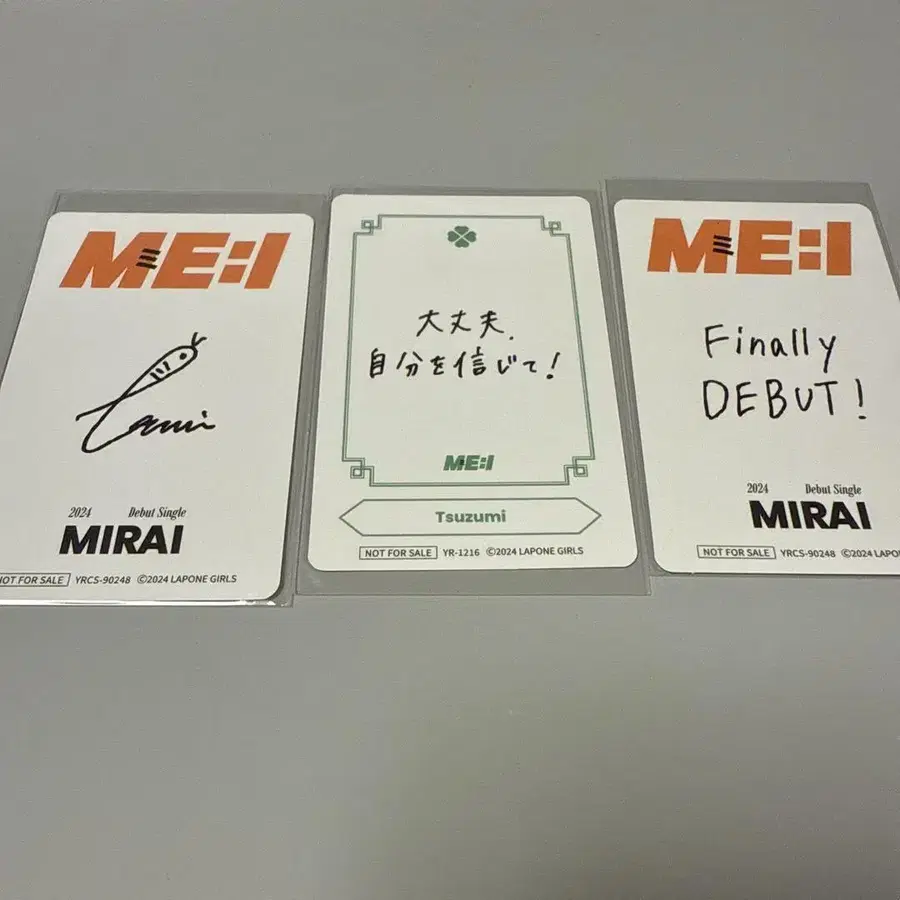 ME:I
2024 Debut Single
MIRAI
NOT FOR SALE YRCS-90248 ©2024 LAPONE GIRLS
大丈夫.
自分を信じて!
ME:I
Tsuzumi
NOT FOR SALE YR-1216 ©2024 LAPONE GIRLS
ME:I
Finally
DEBUT!
2024 Debut Single
MIRAI
NOT FOR SALE YRCS-90248 ©2024 LAPONE